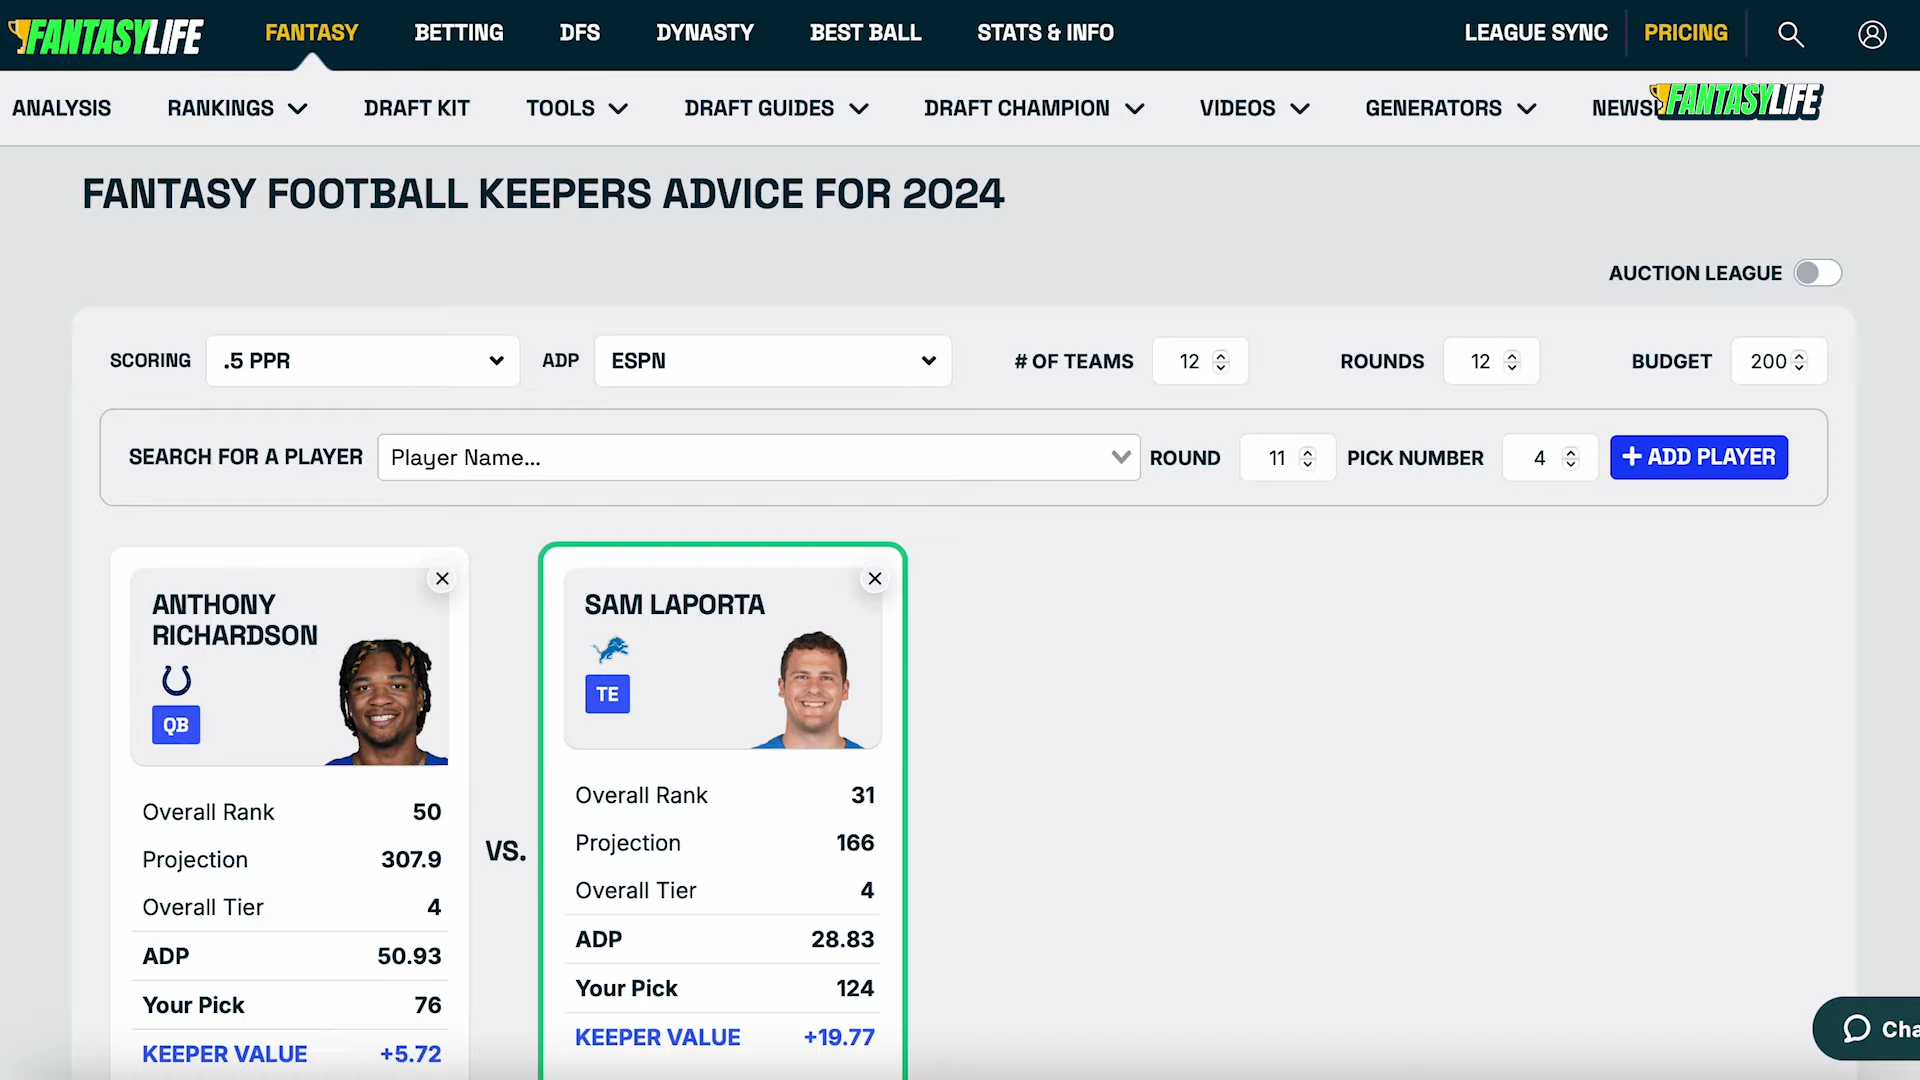 FANTASYLIFE
FANTASY BETTING DFS DYNASTY BEST BALL STATS & INFO LEAGUE SYNC PRICING
ANALYSIS RANKINGS DRAFT KIT TOOLS DRAFT GUIDES DRAFT CHAMPION VIDEOS GENERATORS NEWS
FANTASYLIFE
FANTASY FOOTBALL KEEPERS ADVICE FOR 2024
AUCTION LEAGUE
SCORING .5 PPR ADP ESPN # OF TEAMS 12 ROUNDS 12 BUDGET 200
SEARCH FOR A PLAYER Player Name... ROUND 11 PICK NUMBER 4 + ADD PLAYER
ANTHONY
RICHARDSON
QB
Overall Rank 50
Projection 307.9
Overall Tier 4
ADP 50.93
Your Pick 76
KEEPER VALUE +5.72
VS.
SAM LAPORTA
TE
Overall Rank 31
Projection 166
Overall Tier 4
ADP 28.83
Your Pick 124
KEEPER VALUE +19.77
Cha